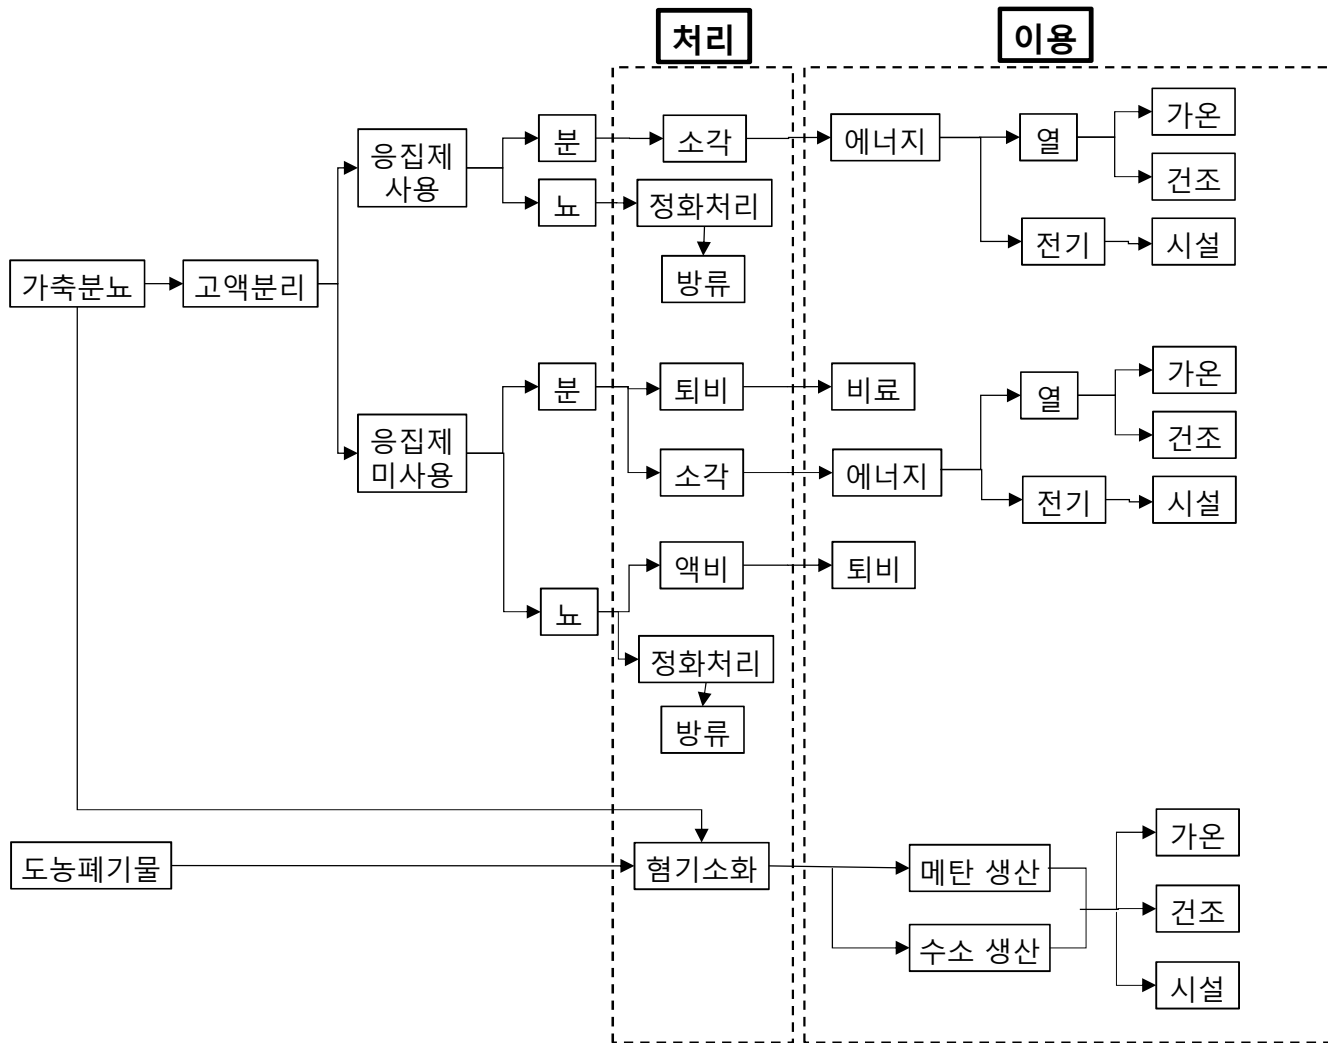 처리
이용
가축분뇨
고액분리
응집제
사용
분
뇨
소각
정화처리
방류
에너지
열
전기
가온
건조
시설
응집제
미사용
분
뇨
퇴비
소각
액비
정화처리
방류
비료
에너지
퇴비
열
전기
가온
건조
시설
도농폐기물
혐기소화
메탄 생산
수소 생산
가온
건조
시설